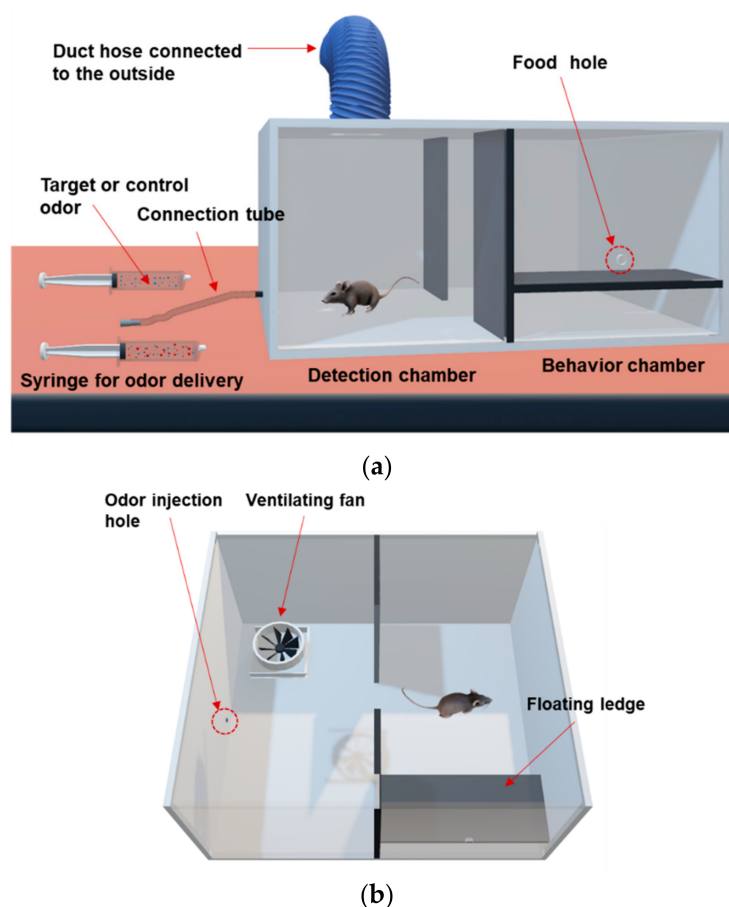 Duct hose connected
to the outside
Food hole
Target or control
odor
Connection tube
Syringe for odor delivery
Detection chamber
Behavior chamber
(a)
Odor injection
hole
Ventilating fan
Floating ledge
(b)